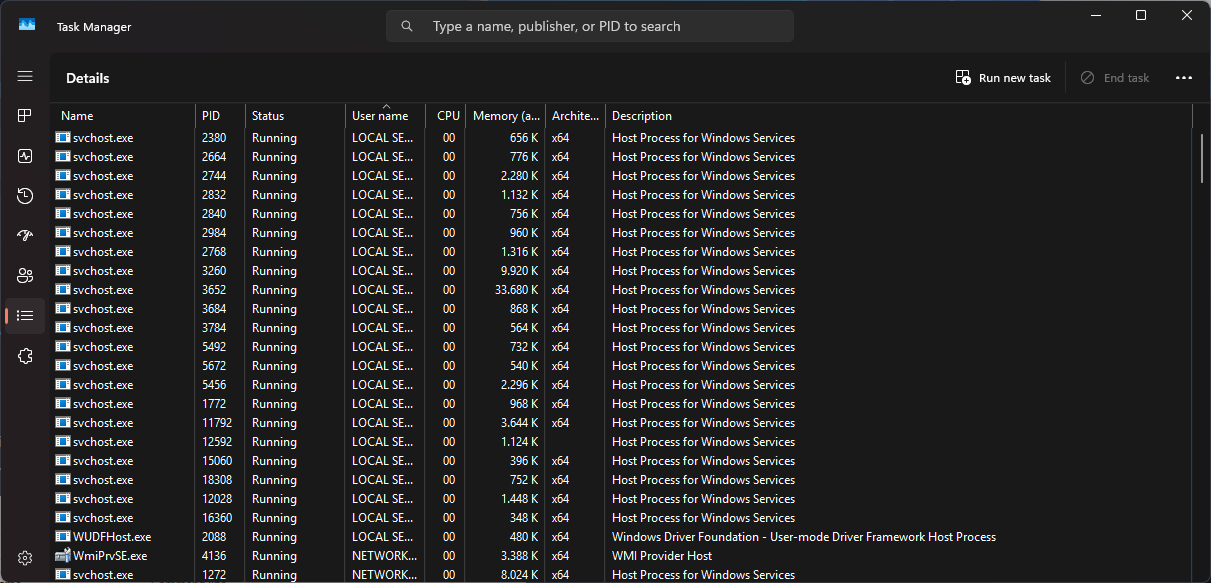 Task Manager
Type a name, publisher, or PID to search
Details
Run new task
End task
Name PID Status User name CPU Memory (a... Archite... Description
svchost.exe 2380 Running LOCAL SE... 00 656 K x64 Host Process for Windows Services
svchost.exe 2664 Running LOCAL SE... 00 776 K x64 Host Process for Windows Services
svchost.exe 2744 Running LOCAL SE... 00 2.280 K x64 Host Process for Windows Services
svchost.exe 2832 Running LOCAL SE... 00 1.132 K x64 Host Process for Windows Services
svchost.exe 2840 Running LOCAL SE... 00 756 K x64 Host Process for Windows Services
svchost.exe 2984 Running LOCAL SE... 00 960 K x64 Host Process for Windows Services
svchost.exe 2768 Running LOCAL SE... 00 1.316 K x64 Host Process for Windows Services
svchost.exe 3260 Running LOCAL SE... 00 9.920 K x64 Host Process for Windows Services
svchost.exe 3652 Running LOCAL SE... 00 33.680 K x64 Host Process for Windows Services
svchost.exe 3684 Running LOCAL SE... 00 868 K x64 Host Process for Windows Services
svchost.exe 3784 Running LOCAL SE... 00 564 K x64 Host Process for Windows Services
svchost.exe 5492 Running LOCAL SE... 00 732 K x64 Host Process for Windows Services
svchost.exe 5672 Running LOCAL SE... 00 540 K x64 Host Process for Windows Services
svchost.exe 5456 Running LOCAL SE... 00 2.296 K x64 Host Process for Windows Services
svchost.exe 1772 Running LOCAL SE... 00 968 K x64 Host Process for Windows Services
svchost.exe 11792 Running LOCAL SE... 00 3.644 K x64 Host Process for Windows Services
svchost.exe 12592 Running LOCAL SE... 00 1.124 K Host Process for Windows Services
svchost.exe 15060 Running LOCAL SE... 00 396 K x64 Host Process for Windows Services
svchost.exe 18308 Running LOCAL SE... 00 752 K x64 Host Process for Windows Services
svchost.exe 12028 Running LOCAL SE... 00 1.448 K x64 Host Process for Windows Services
svchost.exe 16360 Running LOCAL SE... 00 348 K x64 Host Process for Windows Services
WUDFHost.exe 2088 Running LOCAL SE... 00 480 K x64 Windows Driver Foundation - User-mode Driver Framework Host Process
WmiPrvSE.exe 4136 Running NETWORK... 00 3.388 K x64 WMI Provider Host
svchost.exe 1272 Running NETWORK... 00 8.024 K x64 Host Process for Windows Services